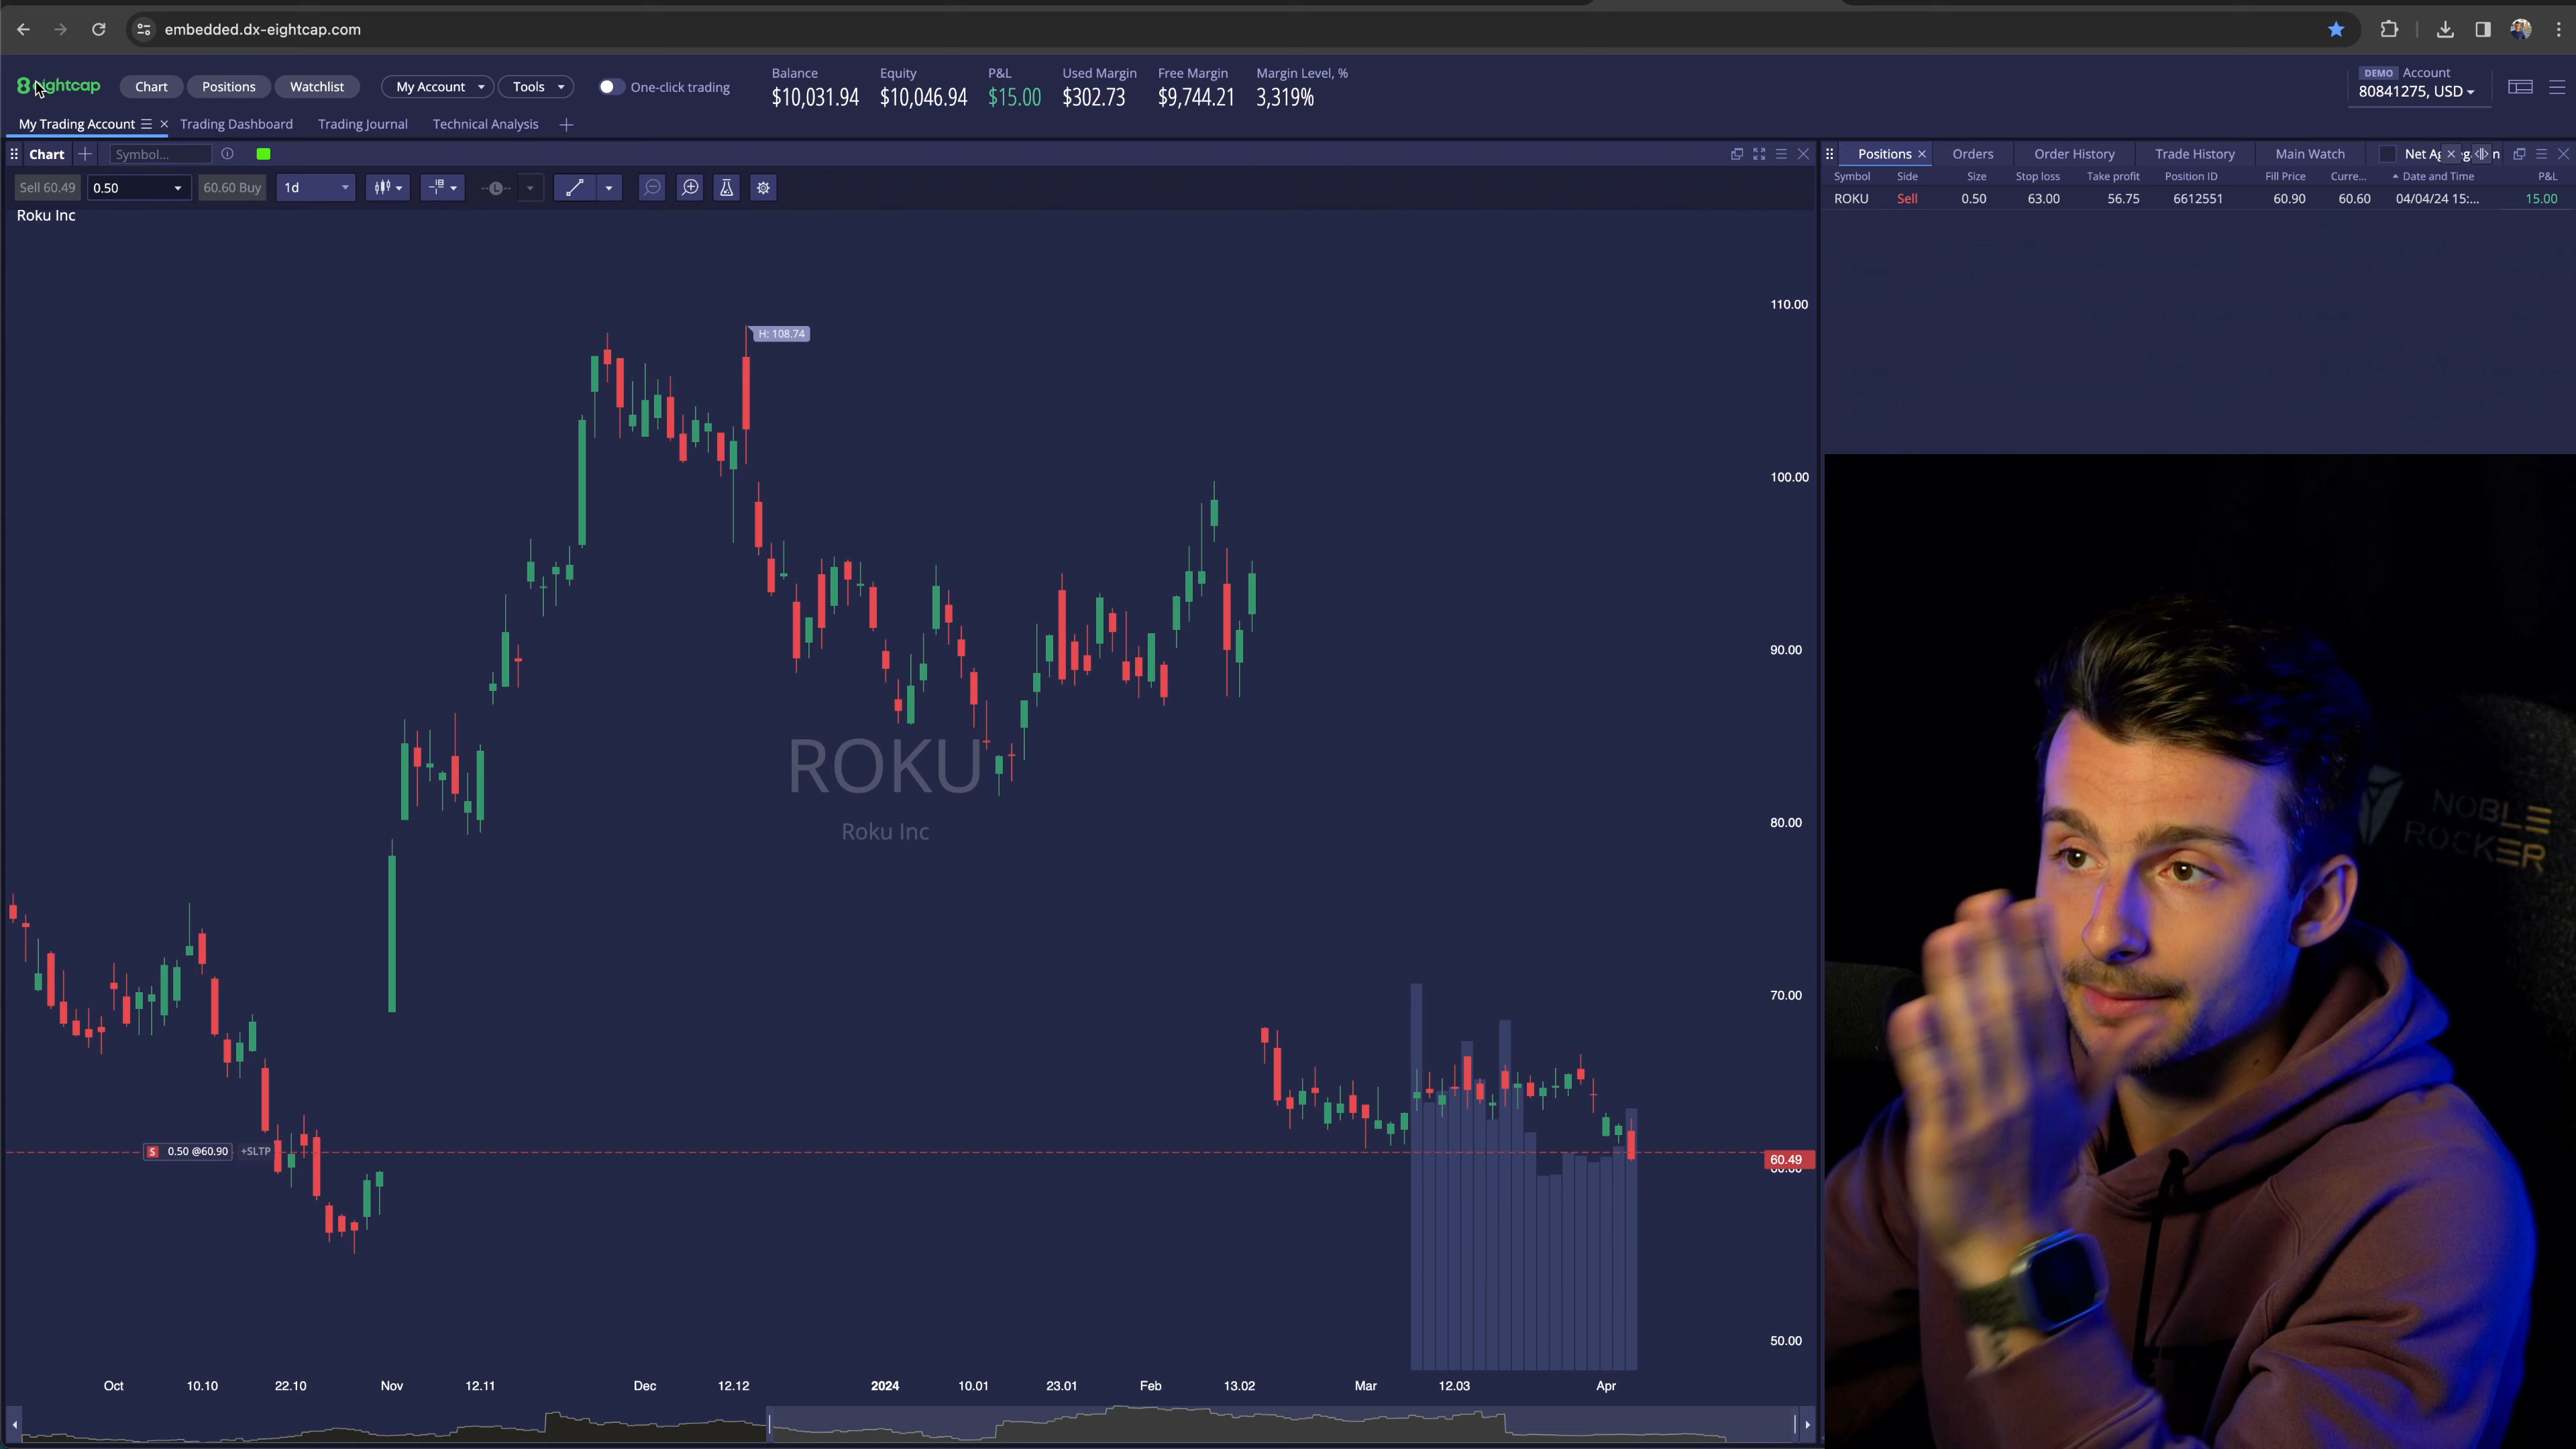 embedded.dx-eightcap.com
Chart Positions Watchlist My Account Tools One-click trading
Balance Equity P&L Used Margin Free Margin Margin Level, %
$10,031.94 $10,046.94 $15.00 $302.73 $9,744.21 3,319%
DEMO Account
80841275, USD
My Trading Account Trading Dashboard Trading Journal Technical Analysis
Chart Symbol...
Sell 60.49 0.50 60.60 Buy 1d
Roku Inc
Positions Orders Order History Trade History Main Watch
Symbol Side Size Stop loss Take profit Position ID Fill Price Curre... Date and Time P&L
ROKU Sell 0.50 63.00 56.75 6612551 60.90 60.60 04/04/24 15:... 15.00
H: 108.74
ROKU
Roku Inc
S 0.50 @60.90 +SLTP
110.00
100.00
90.00
80.00
70.00
60.49
50.00
Oct 10.10 22.10 Nov 12.11 Dec 12.12 2024 10.01 23.01 Feb 13.02 Mar 12.03 Apr
NOBLE
ROCKER